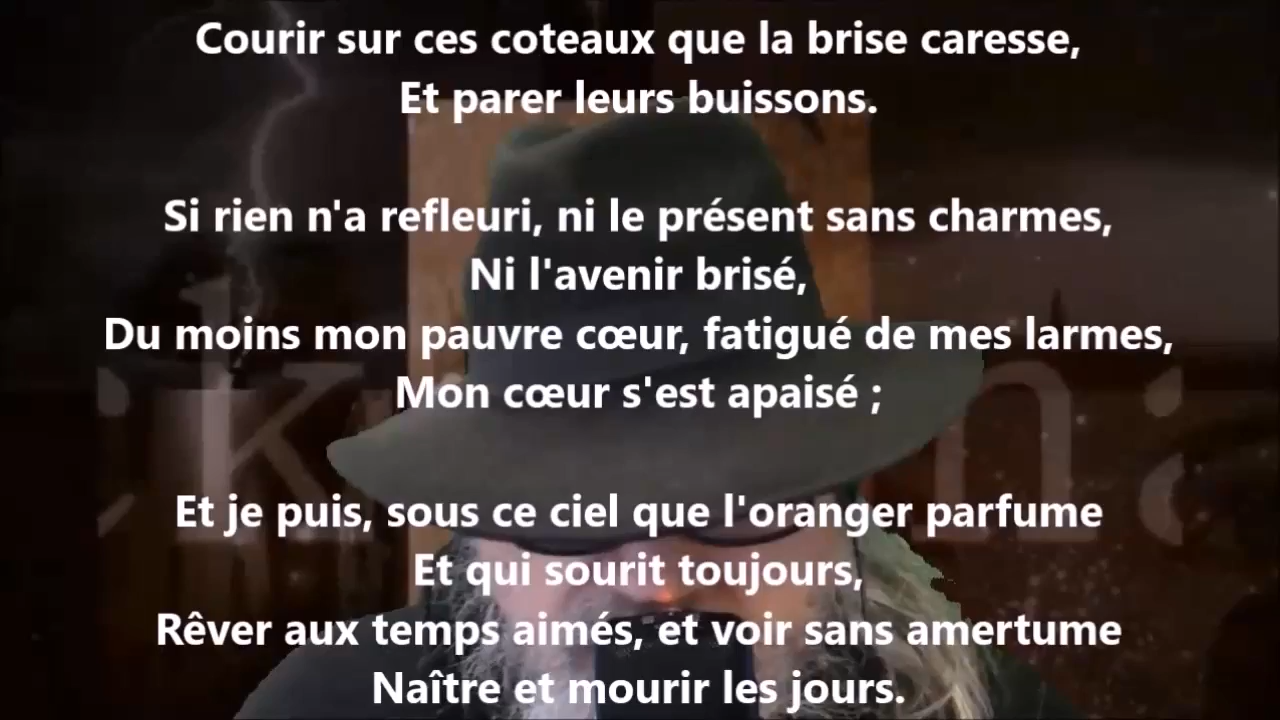 Courir sur ces coteaux que la brise caresse,
Et parer leurs buissons.
Si rien n'a refleuri, ni le présent sans charmes,
Ni l'avenir brisé,
Du moins mon pauvre cœur, fatigué de mes larmes,
Mon cœur s'est apaisé ;
Et je puis, sous ce ciel que l'oranger parfume
Et qui sourit toujours,
Rêver aux temps aimés, et voir sans amertume
Naître et mourir les jours.